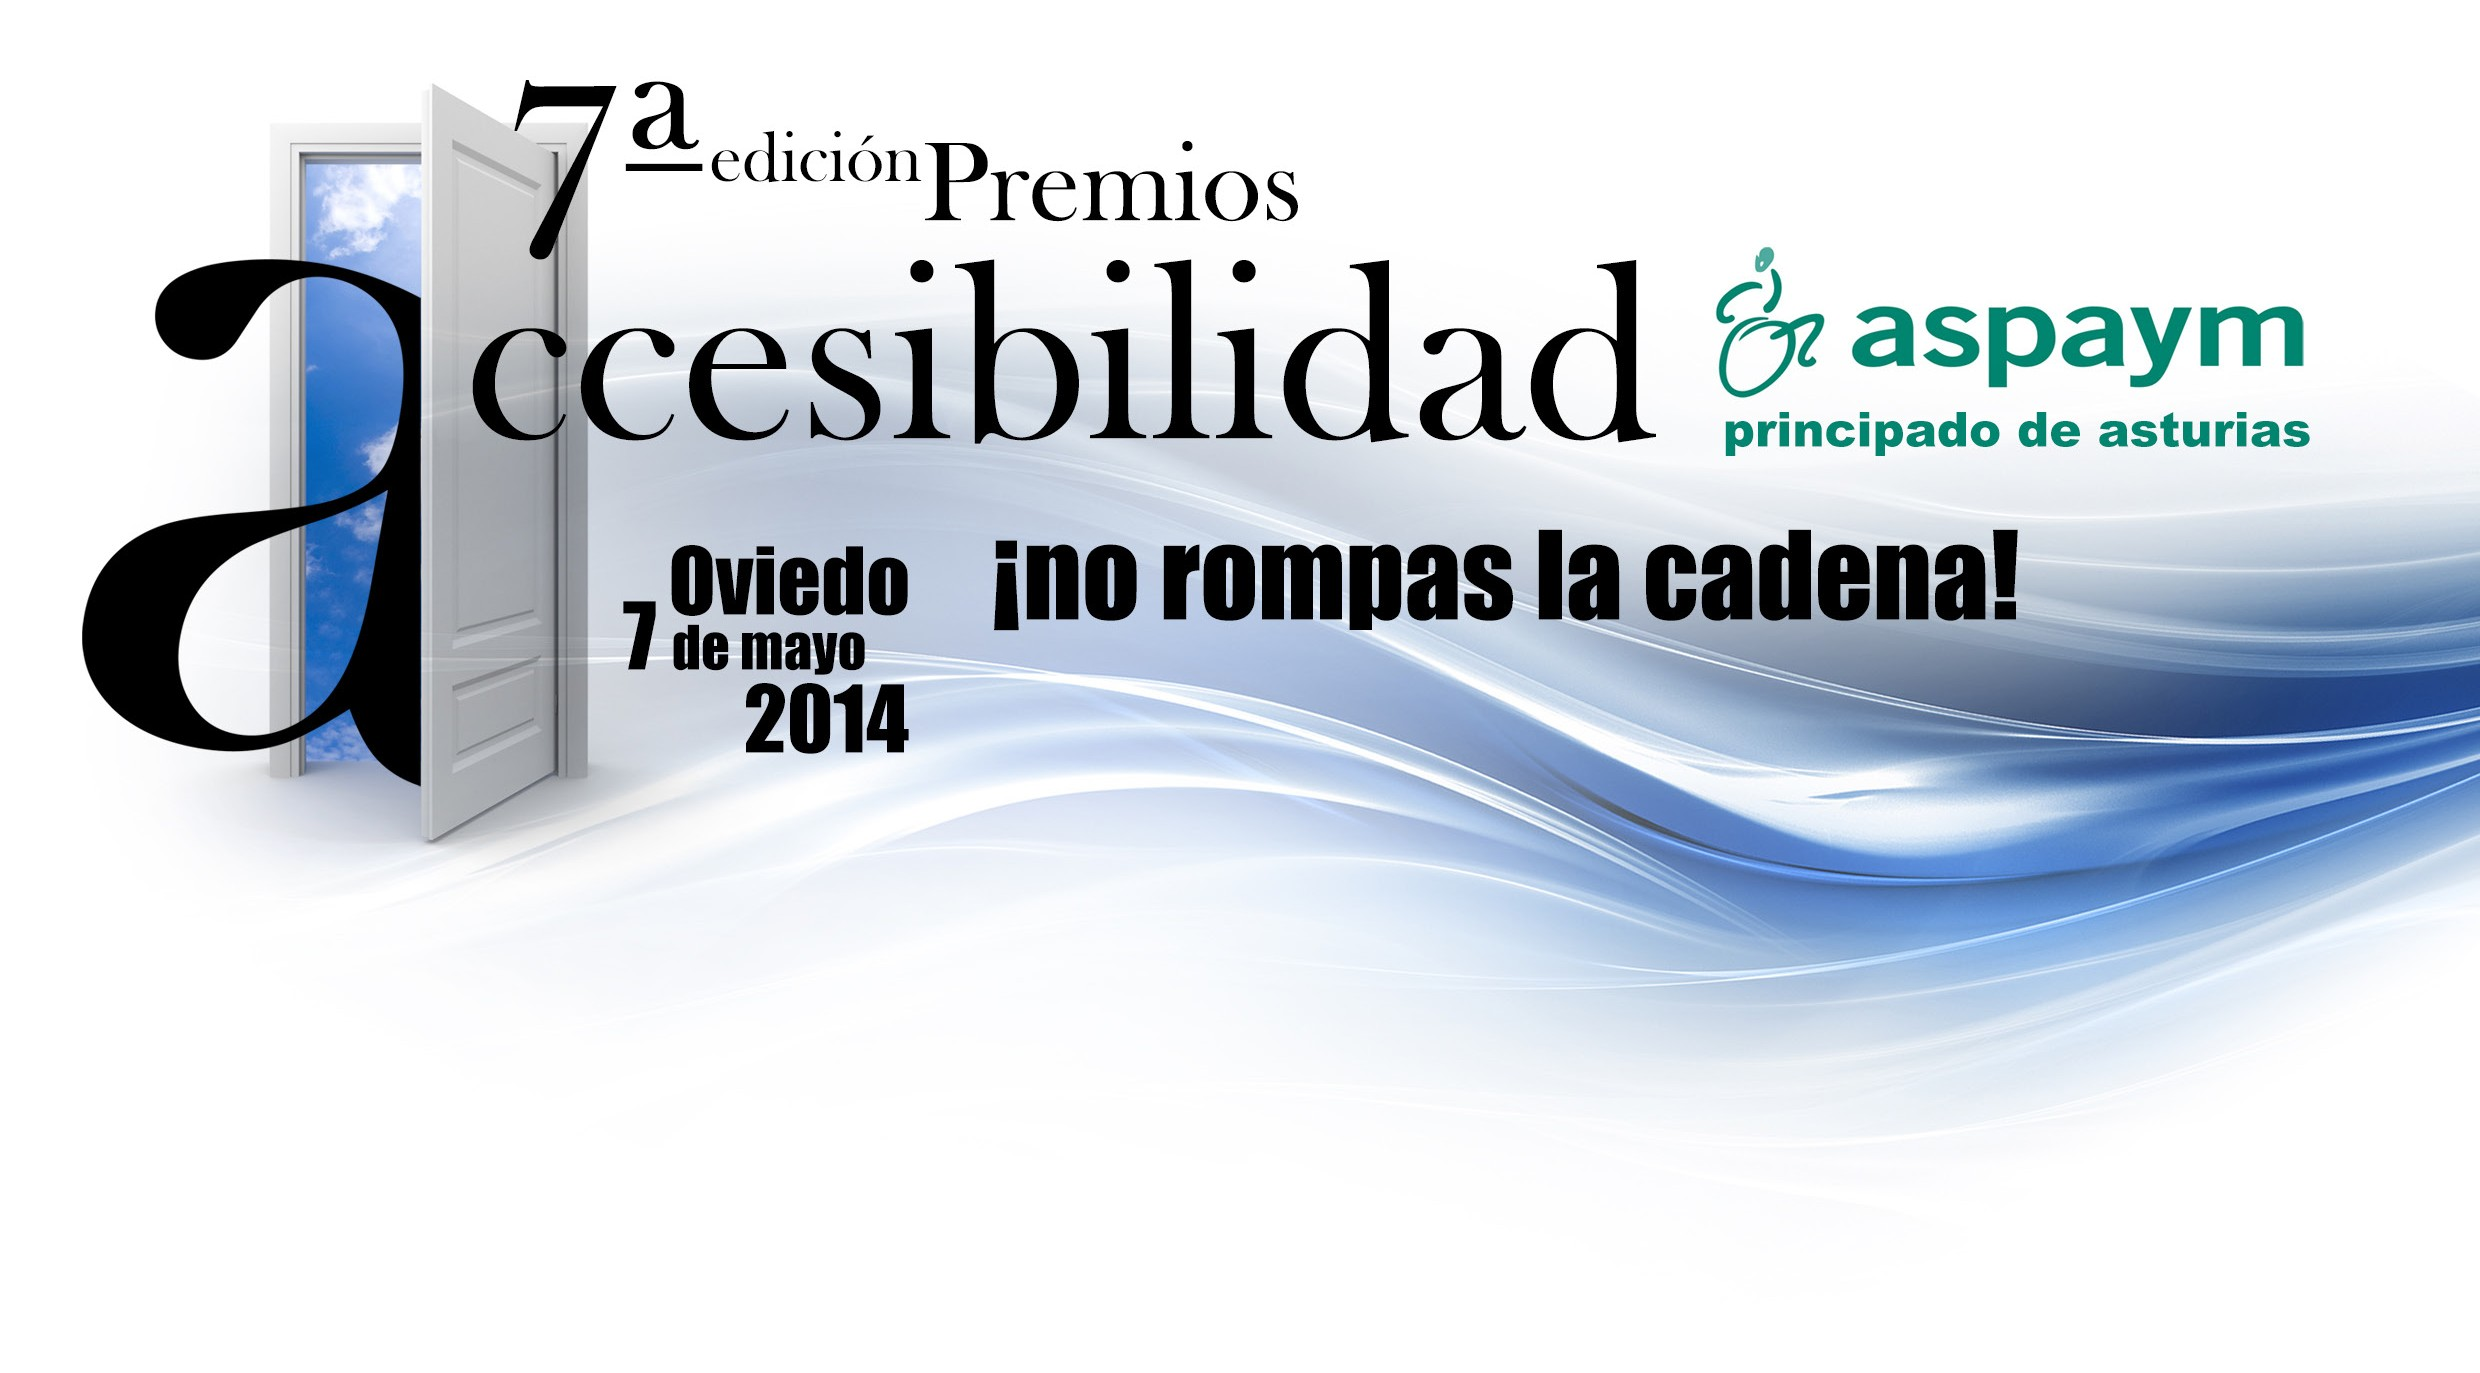 7ª edición Premios
accesibilidad
aspaym
principado de asturias
Oviedo
7 de mayo
2014
¡no rompas la cadena!